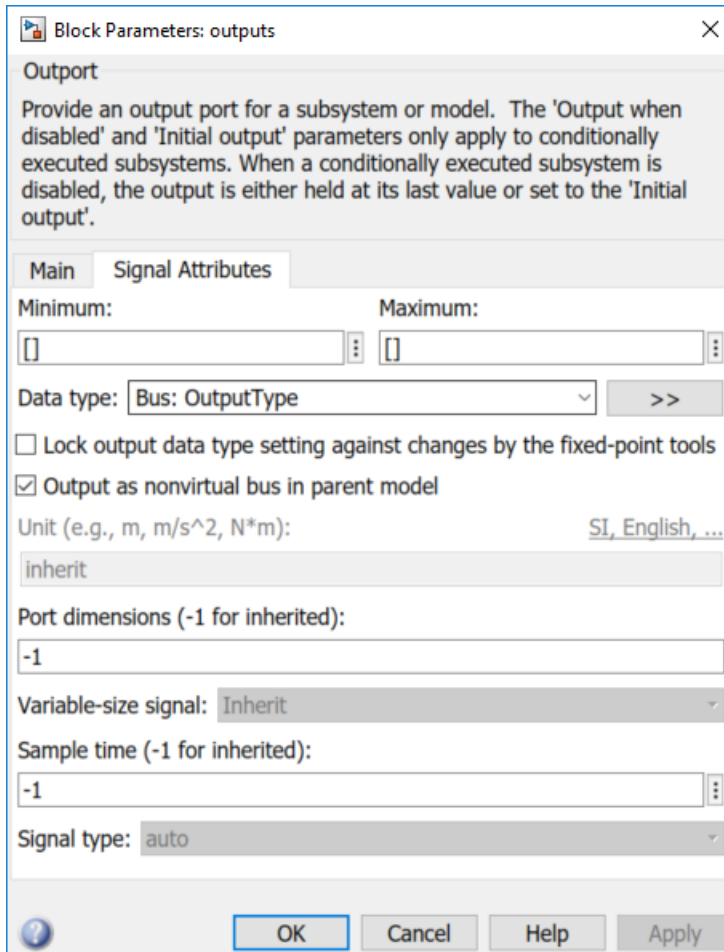 Block Parameters: outputs
Outport
Provide an output port for a subsystem or model.  The 'Output when
disabled' and 'Initial output' parameters only apply to conditionally
executed subsystems. When a conditionally executed subsystem is
disabled, the output is either held at its last value or set to the 'Initial
output'.
Main Signal Attributes
Minimum: Maximum:
[] []
Data type: Bus: OutputType >>
Lock output data type setting against changes by the fixed-point tools
Output as nonvirtual bus in parent model
Unit (e.g., m, m/s^2, N*m): SI, English, ...
inherit
Port dimensions (-1 for inherited):
-1
Variable-size signal: Inherit
Sample time (-1 for inherited):
-1
Signal type: auto
OK Cancel Help Apply